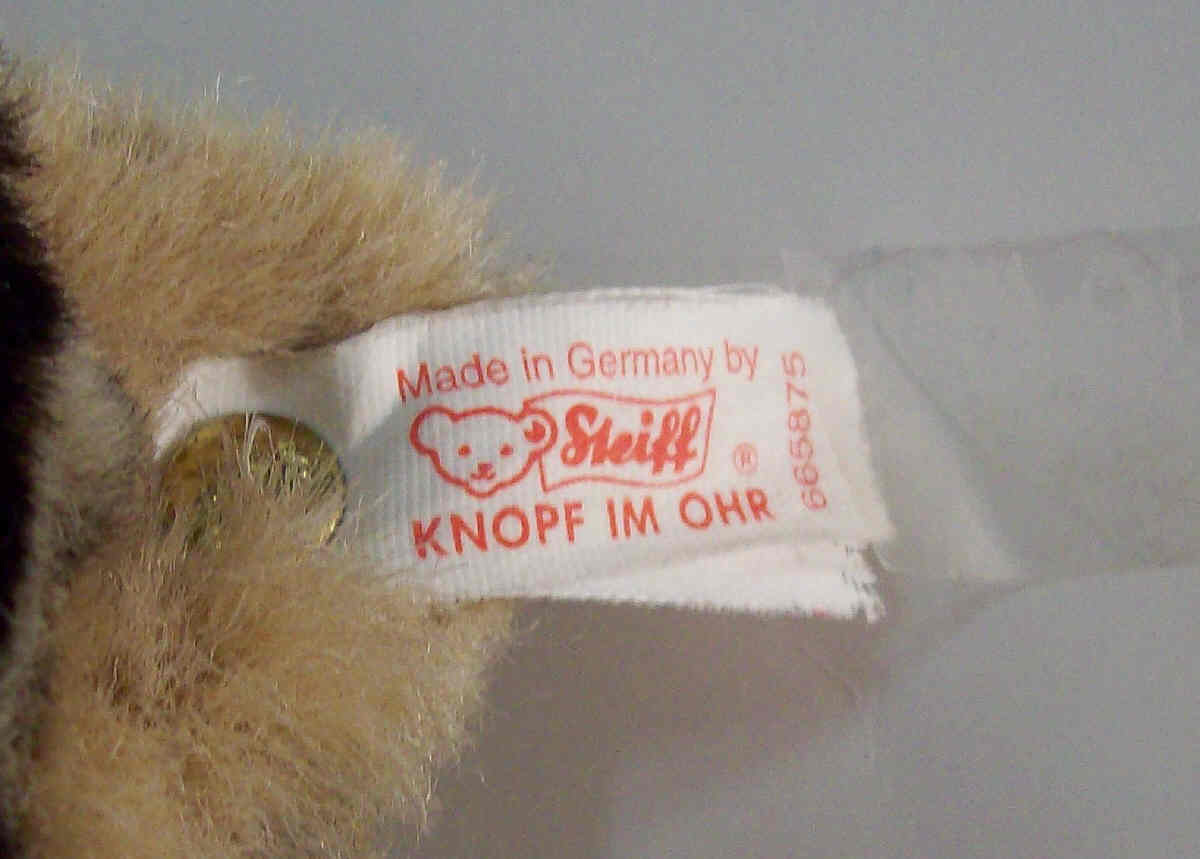 Made in Germany by
Steiff ®
KNOPF IM OHR
665875